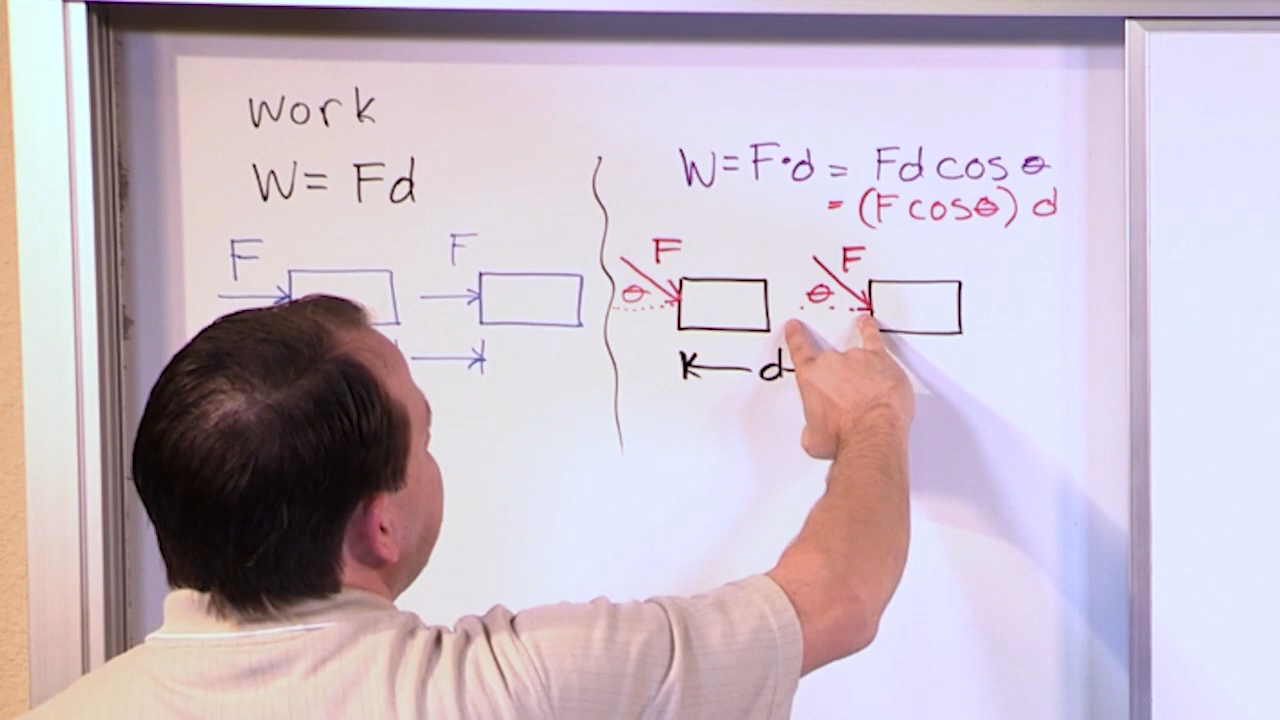 work
W = Fd
F F
W = F·d = Fd cos θ
= (F cos θ) d
F F
θ θ
d